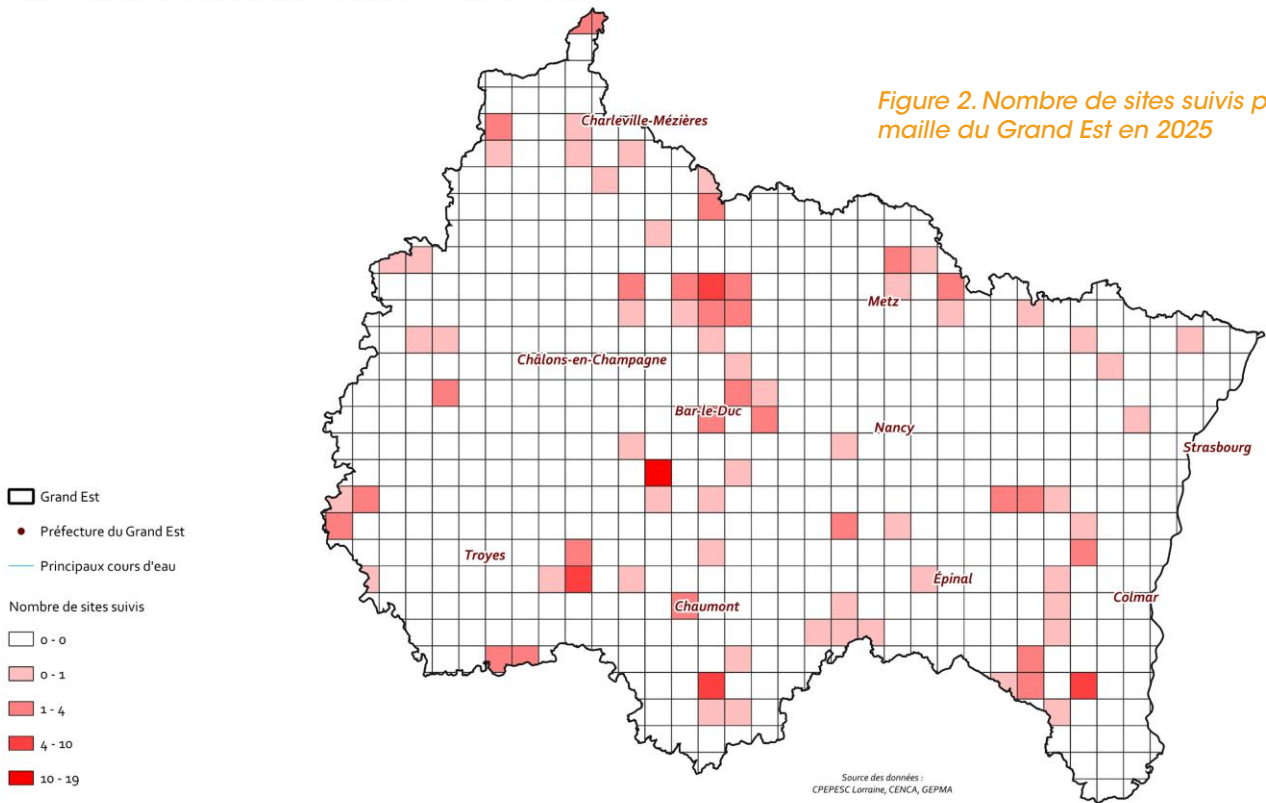 Figure 2. Nombre de sites suivis p
maille du Grand Est en 2025
Charleville-Mézières
Metz
Châlons-en-Champagne
Bar-le-Duc
Nancy
Strasbourg
Troyes
Épinal
Chaumont
Colmar
Grand Est
Préfecture du Grand Est
Principaux cours d'eau
Nombre de sites suivis
0 - 0
0 - 1
1 - 4
4 - 10
10 - 19
Source des données :
CPEPESC Lorraine, CENCA, GEPMA